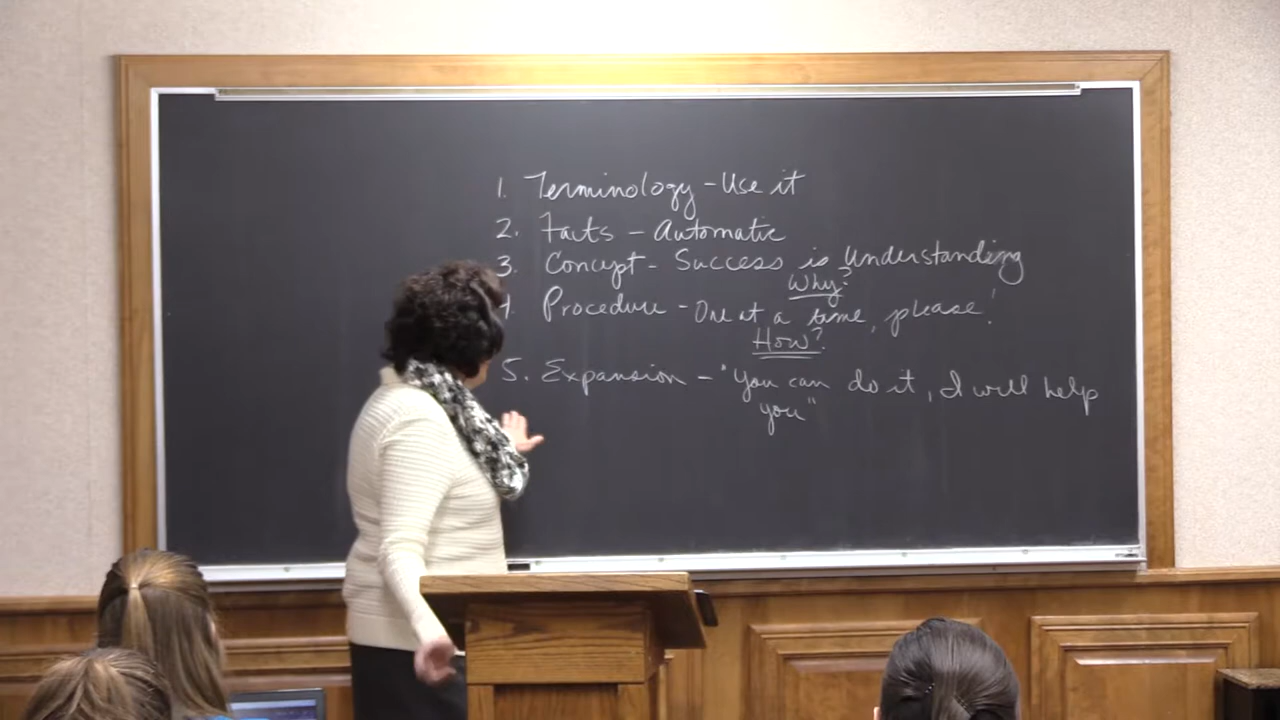 1. Terminology - Use it
2. Facts - Automatic
3. Concept - Success is understanding
Why?
4. Procedure - One at a time, please!
How?
5. Expansion - "You can do it, I will help
you"